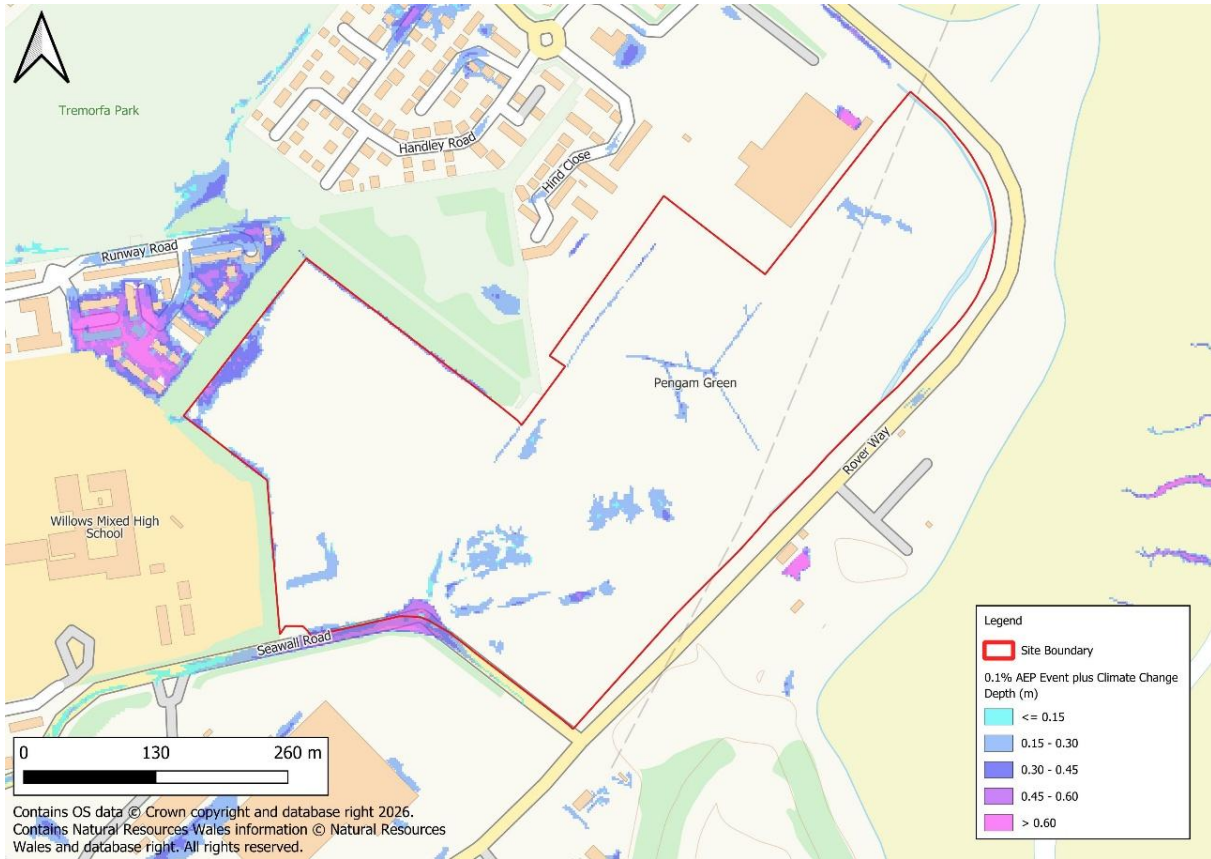 Tremorfa Park
Handley Road
Hind Close
Runway Road
Pengam Green
Rover Way
Willows Mixed High
School
Seawall Road
Legend
Site Boundary
0.1% AEP Event plus Climate Change
Depth (m)
<= 0.15
0.15 - 0.30
0.30 - 0.45
0.45 - 0.60
> 0.60
0 130 260 m
Contains OS data © Crown copyright and database right 2026.
Contains Natural Resources Wales information © Natural Resources
Wales and database right. All rights reserved.